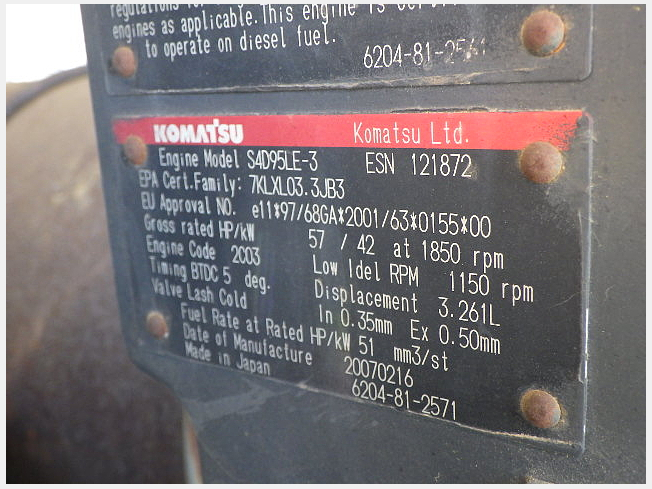 regulations
engines as applicable. This engine is
to operate on diesel fuel.
6204-81-2561
KOMATSU Komatsu Ltd.
Engine Model S4D95LE-3 ESN 121872
EPA Cert.Family: 7KLXL03.3JB3
EU Approval NO. e11*97/68GA*2001/63*0155*00
Gross rated HP/kW 57 / 42 at 1850 rpm
Engine Code 2C03 Low Idel RPM 1150 rpm
Timing BTDC 5 deg. Displacement 3.261L
Valve Lash Cold In 0.35mm Ex 0.50mm
Fuel Rate at Rated HP/kW 51 mm3/st
Date of Manufacture 20070216
Made in Japan 6204-81-2571